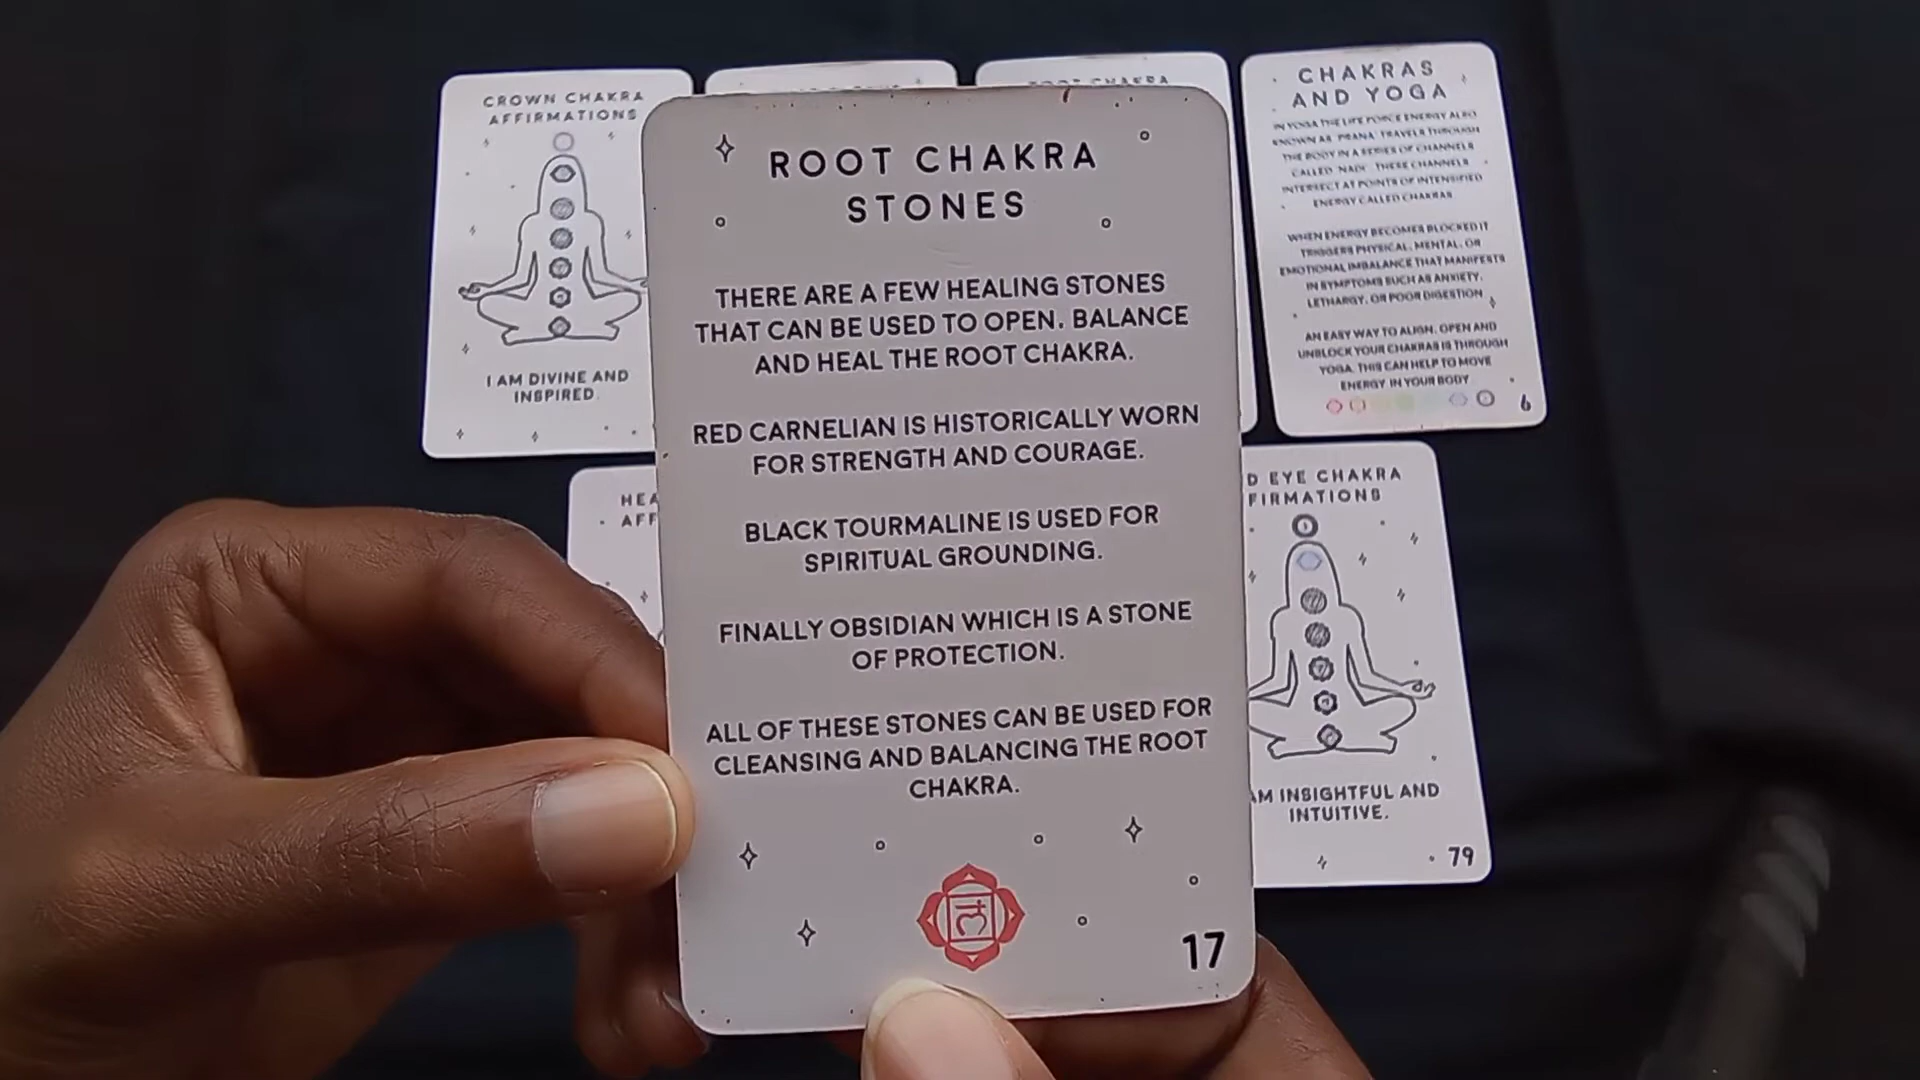 ROOT CHAKRA
STONES
THERE ARE A FEW HEALING STONES
THAT CAN BE USED TO OPEN. BALANCE
AND HEAL THE ROOT CHAKRA.
RED CARNELIAN IS HISTORICALLY WORN
FOR STRENGTH AND COURAGE.
BLACK TOURMALINE IS USED FOR
SPIRITUAL GROUNDING.
FINALLY OBSIDIAN WHICH IS A STONE
OF PROTECTION.
ALL OF THESE STONES CAN BE USED FOR
CLEANSING AND BALANCING THE ROOT
CHAKRA.
17
CROWN CHAKRA
AFFIRMATIONS
I AM DIVINE AND
INSPIRED
ROOT CHAKRA
CHAKRAS
AND YOGA
IN YOGA THE LIFE FORCE ENERGY ALSO
KNOWN AS 'PRANA' TRAVELS THROUGH
THE BODY IN A SERIES OF CHANNELS
CALLED 'NADI'. THESE CHANNELS
INTERSECT AT POINTS OF INTENSIFIED
ENERGY CALLED CHAKRAS
WHEN ENERGY BECOMES BLOCKED IT
TRIGGERS PHYSICAL, MENTAL, OR
EMOTIONAL IMBALANCE THAT MANIFESTS
IN SYMPTOMS SUCH AS ANXIETY,
LETHARGY, OR POOR DIGESTION
AN EASY WAY TO ALIGN, OPEN AND
UNBLOCK YOUR CHAKRAS IS THROUGH
YOGA. THIS CAN HELP TO MOVE
ENERGY IN YOUR BODY
6
HEA
AFF
D EYE CHAKRA
FIRMATIONS
AM INSIGHTFUL AND
INTUITIVE.
79